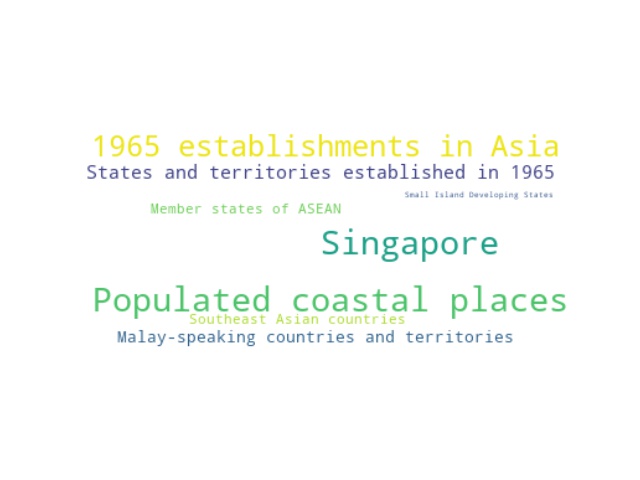 1965 establishments in Asia
States and territories established in 1965
Small Island Developing States
Member states of ASEAN
Singapore
Populated coastal places
Southeast Asian countries
Malay-speaking countries and territories